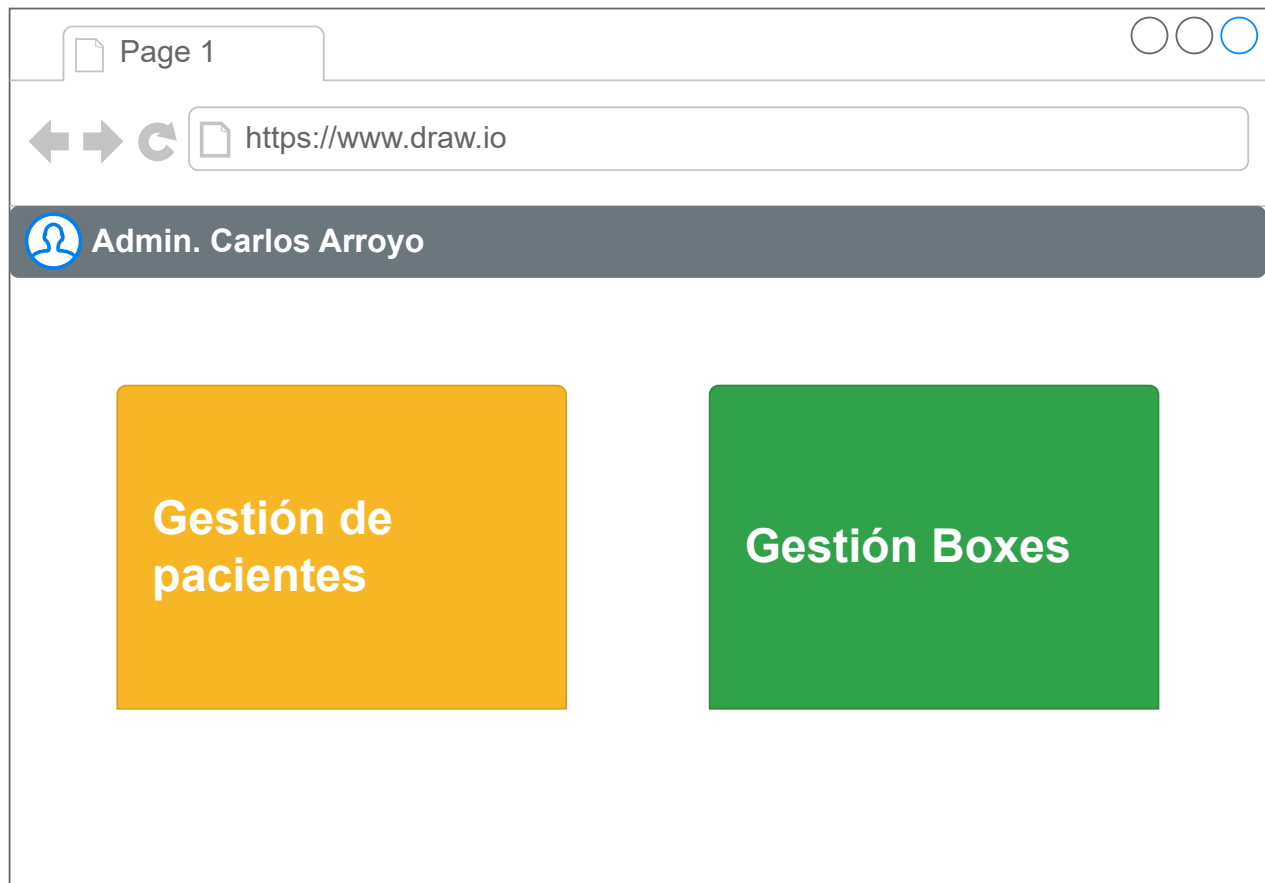 Page 1
https://www.draw.io
Admin. Carlos Arroyo
Gestión de
pacientes
Gestión Boxes